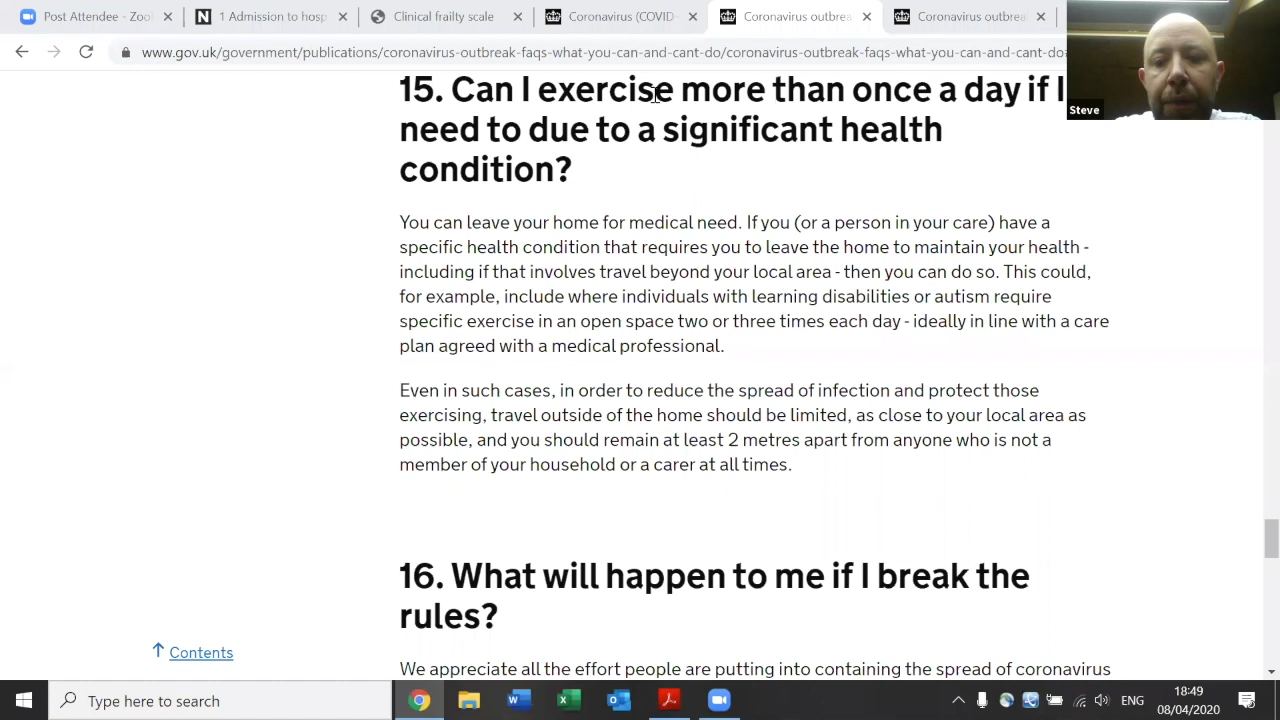 Post Attendee - Zoo
1 Admission to hosp
Clinical frailty scale
Coronavirus (COVID-
Coronavirus outbrea
Coronavirus outbrea
www.gov.uk/government/publications/coronavirus-outbreak-faqs-what-you-can-and-cant-do/coronavirus-outbreak-faqs-what-you-can-and-cant-do
Steve
15. Can I exercise more than once a day if I
need to due to a significant health
condition?
You can leave your home for medical need. If you (or a person in your care) have a
specific health condition that requires you to leave the home to maintain your health -
including if that involves travel beyond your local area - then you can do so. This could,
for example, include where individuals with learning disabilities or autism require
specific exercise in an open space two or three times each day - ideally in line with a care
plan agreed with a medical professional.
Even in such cases, in order to reduce the spread of infection and protect those
exercising, travel outside of the home should be limited, as close to your local area as
possible, and you should remain at least 2 metres apart from anyone who is not a
member of your household or a carer at all times.
16. What will happen to me if I break the
rules?
↑ Contents
We appreciate all the effort people are putting into containing the spread of coronavirus
Type here to search
ENG
18:49
08/04/2020